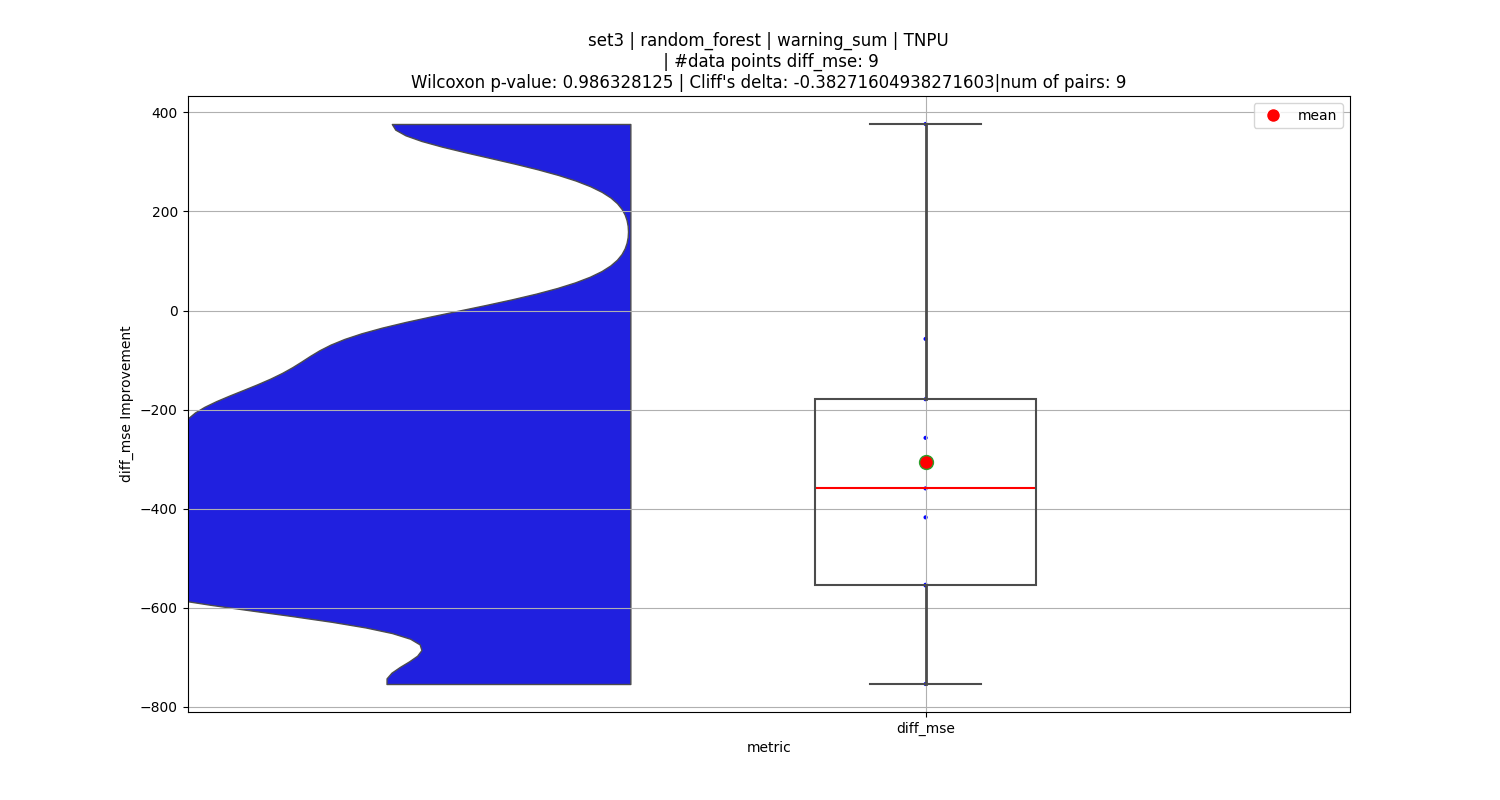 set3 | random_forest | warning_sum | TNPU
| #data points diff_mse: 9
Wilcoxon p-value: 0.986328125 | Cliff's delta: -0.38271604938271603|num of pairs: 9
mean
400
200
0
−200
−400
−600
−800
diff_mse Improvement
diff_mse
metric